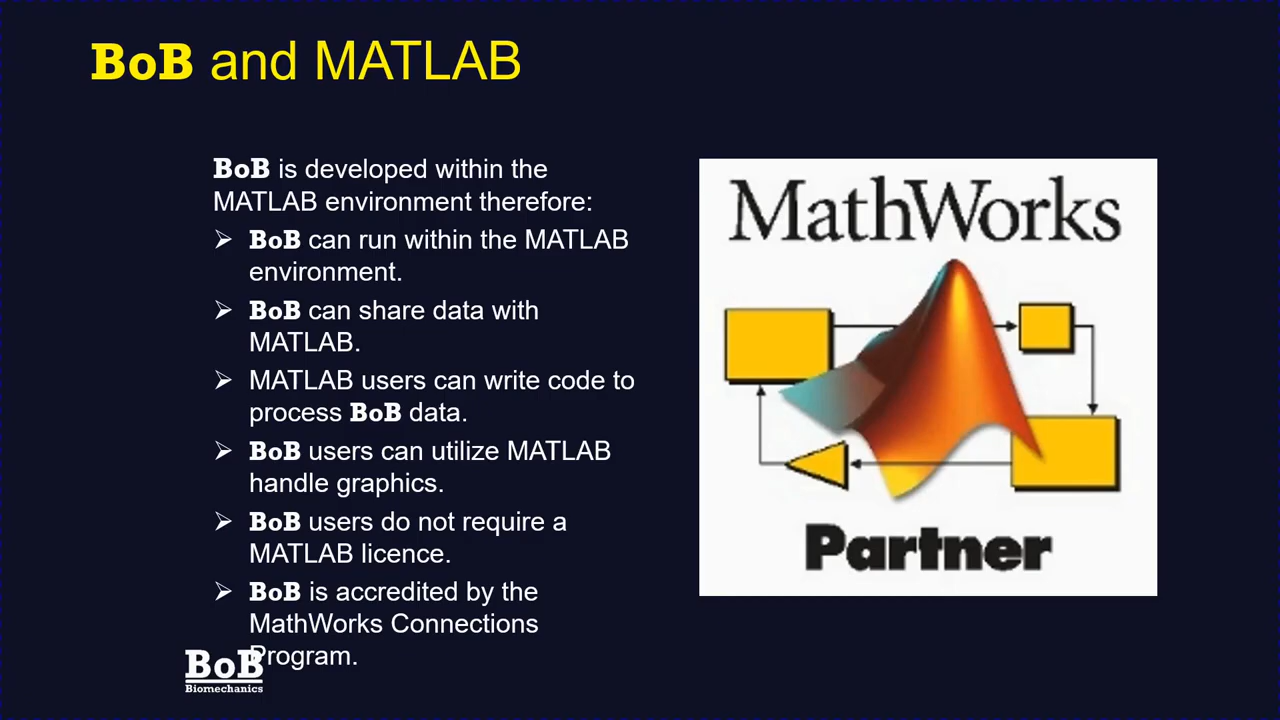 BoB and MATLAB
BoB is developed within the
MATLAB environment therefore:
➢ BoB can run within the MATLAB
environment.
➢ BoB can share data with
MATLAB.
➢ MATLAB users can write code to
process BoB data.
➢ BoB users can utilize MATLAB
handle graphics.
➢ BoB users do not require a
MATLAB licence.
➢ BoB is accredited by the
MathWorks Connections
Program.
BoB
Biomechanics
MathWorks
Partner